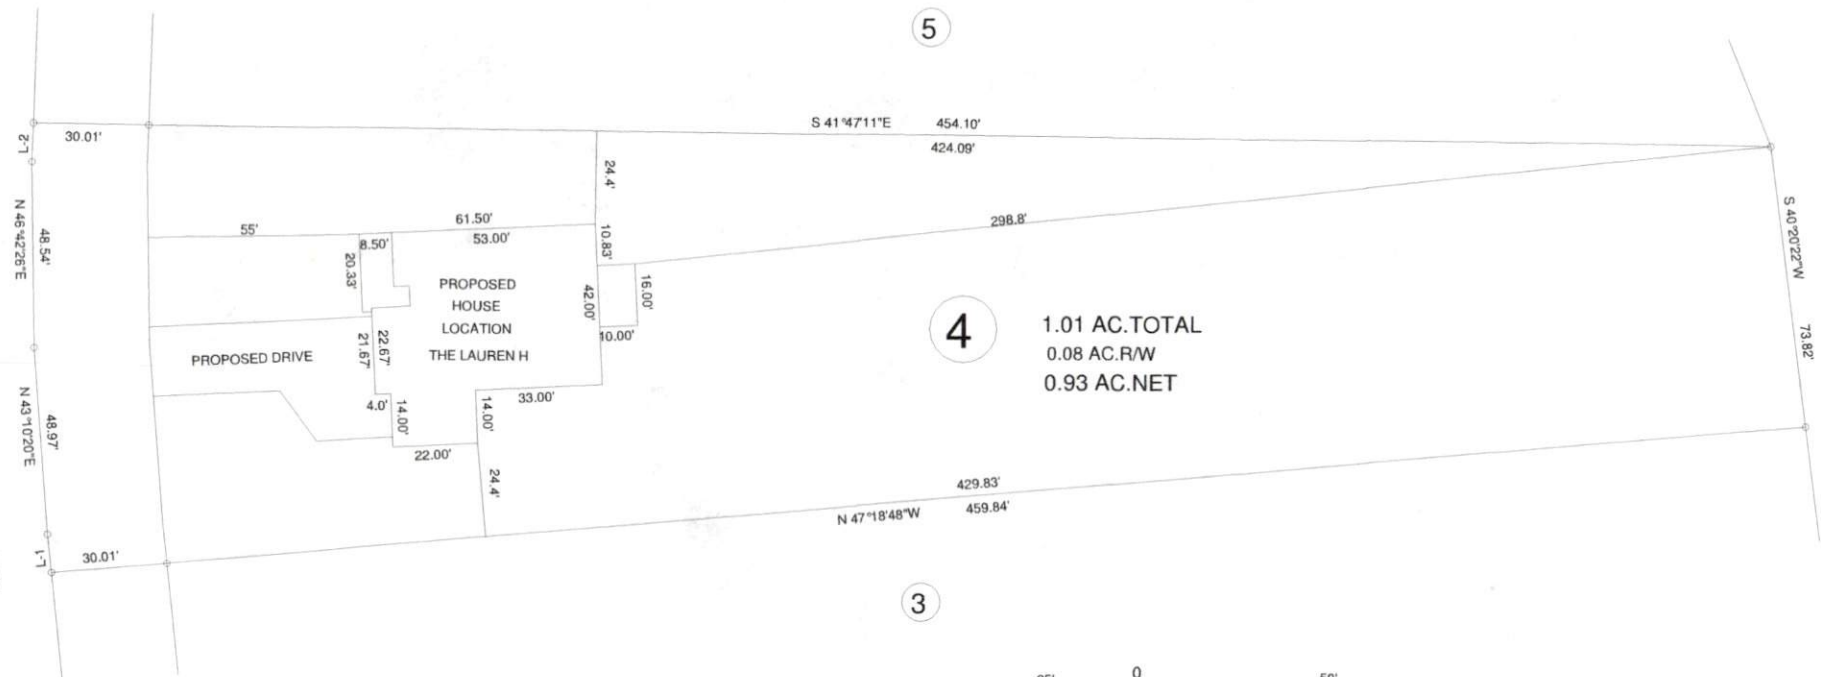 5
S 41°47'11"E 454.10'
30.01'
424.09'
L-2
24.4'
N 46°42'26"E
48.54'
55'
61.50'
8.50'
53.00'
10.83'
298.8'
S 40°20'22"W
73.82'
20.33'
PROPOSED
HOUSE
LOCATION
THE LAUREN H
42.00'
16.00'
10.00'
4
1.01 AC.TOTAL
0.08 AC.R/W
0.93 AC.NET
PROPOSED DRIVE
21.67'
22.67'
N 43°10'20"E
48.97'
4.0'
14.00'
14.00'
33.00'
22.00'
24.4'
429.83'
N 47°18'48"W 459.84'
L-1
30.01'
3
0